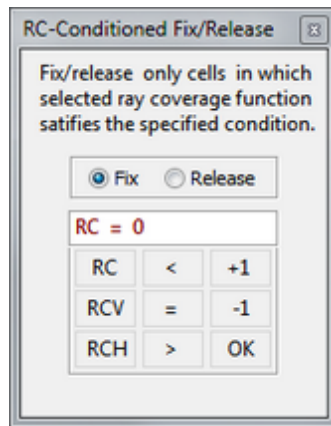 RC-Conditioned Fix/Release
Fix/release only cells in which
selected ray coverage function
satifies the specified condition.
Fix Release
RC = 0
RC < +1
RCV = -1
RCH > OK